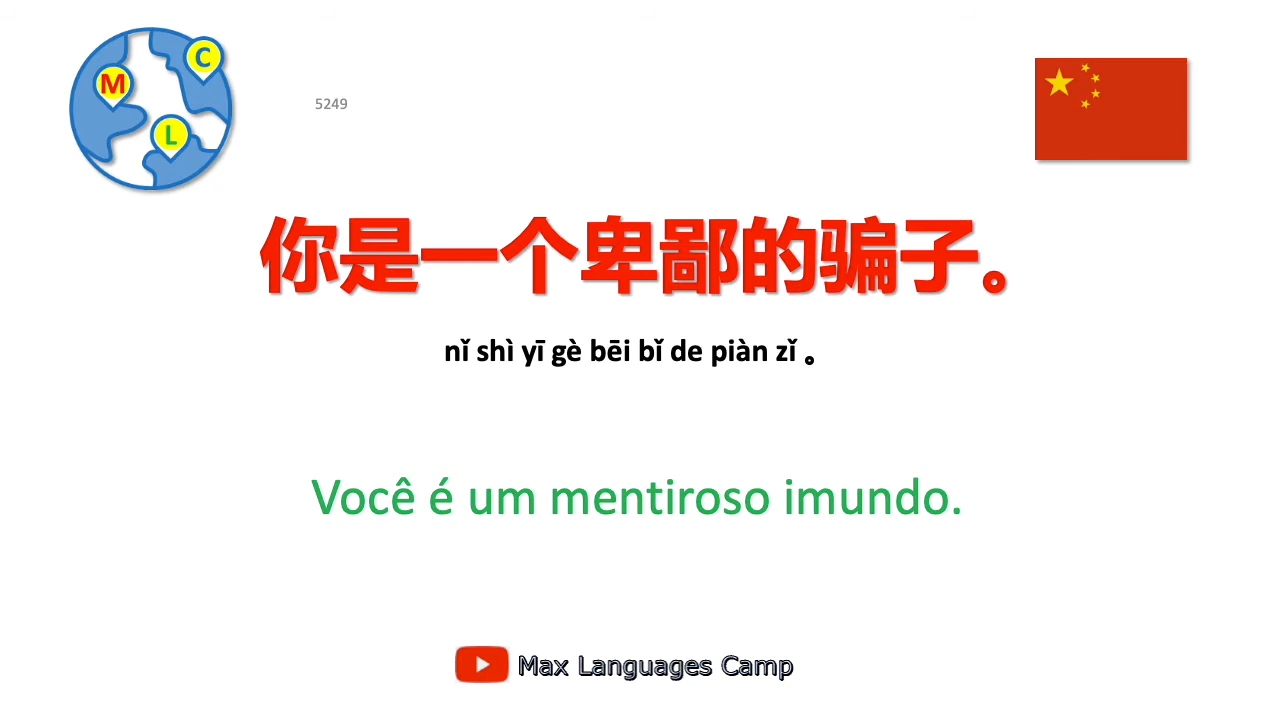 M
C
L
5249
你是一个卑鄙的骗子。
nǐ shì yī gè bēi bǐ de piàn zǐ 。
Você é um mentiroso imundo.
Max Languages Camp